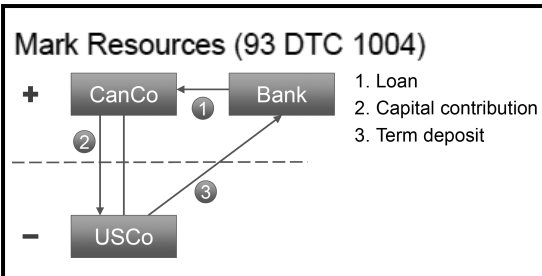 Mark Resources (93 DTC 1004)
+ CanCo Bank
1. Loan
2. Capital contribution
3. Term deposit
1
2
3
- USCo